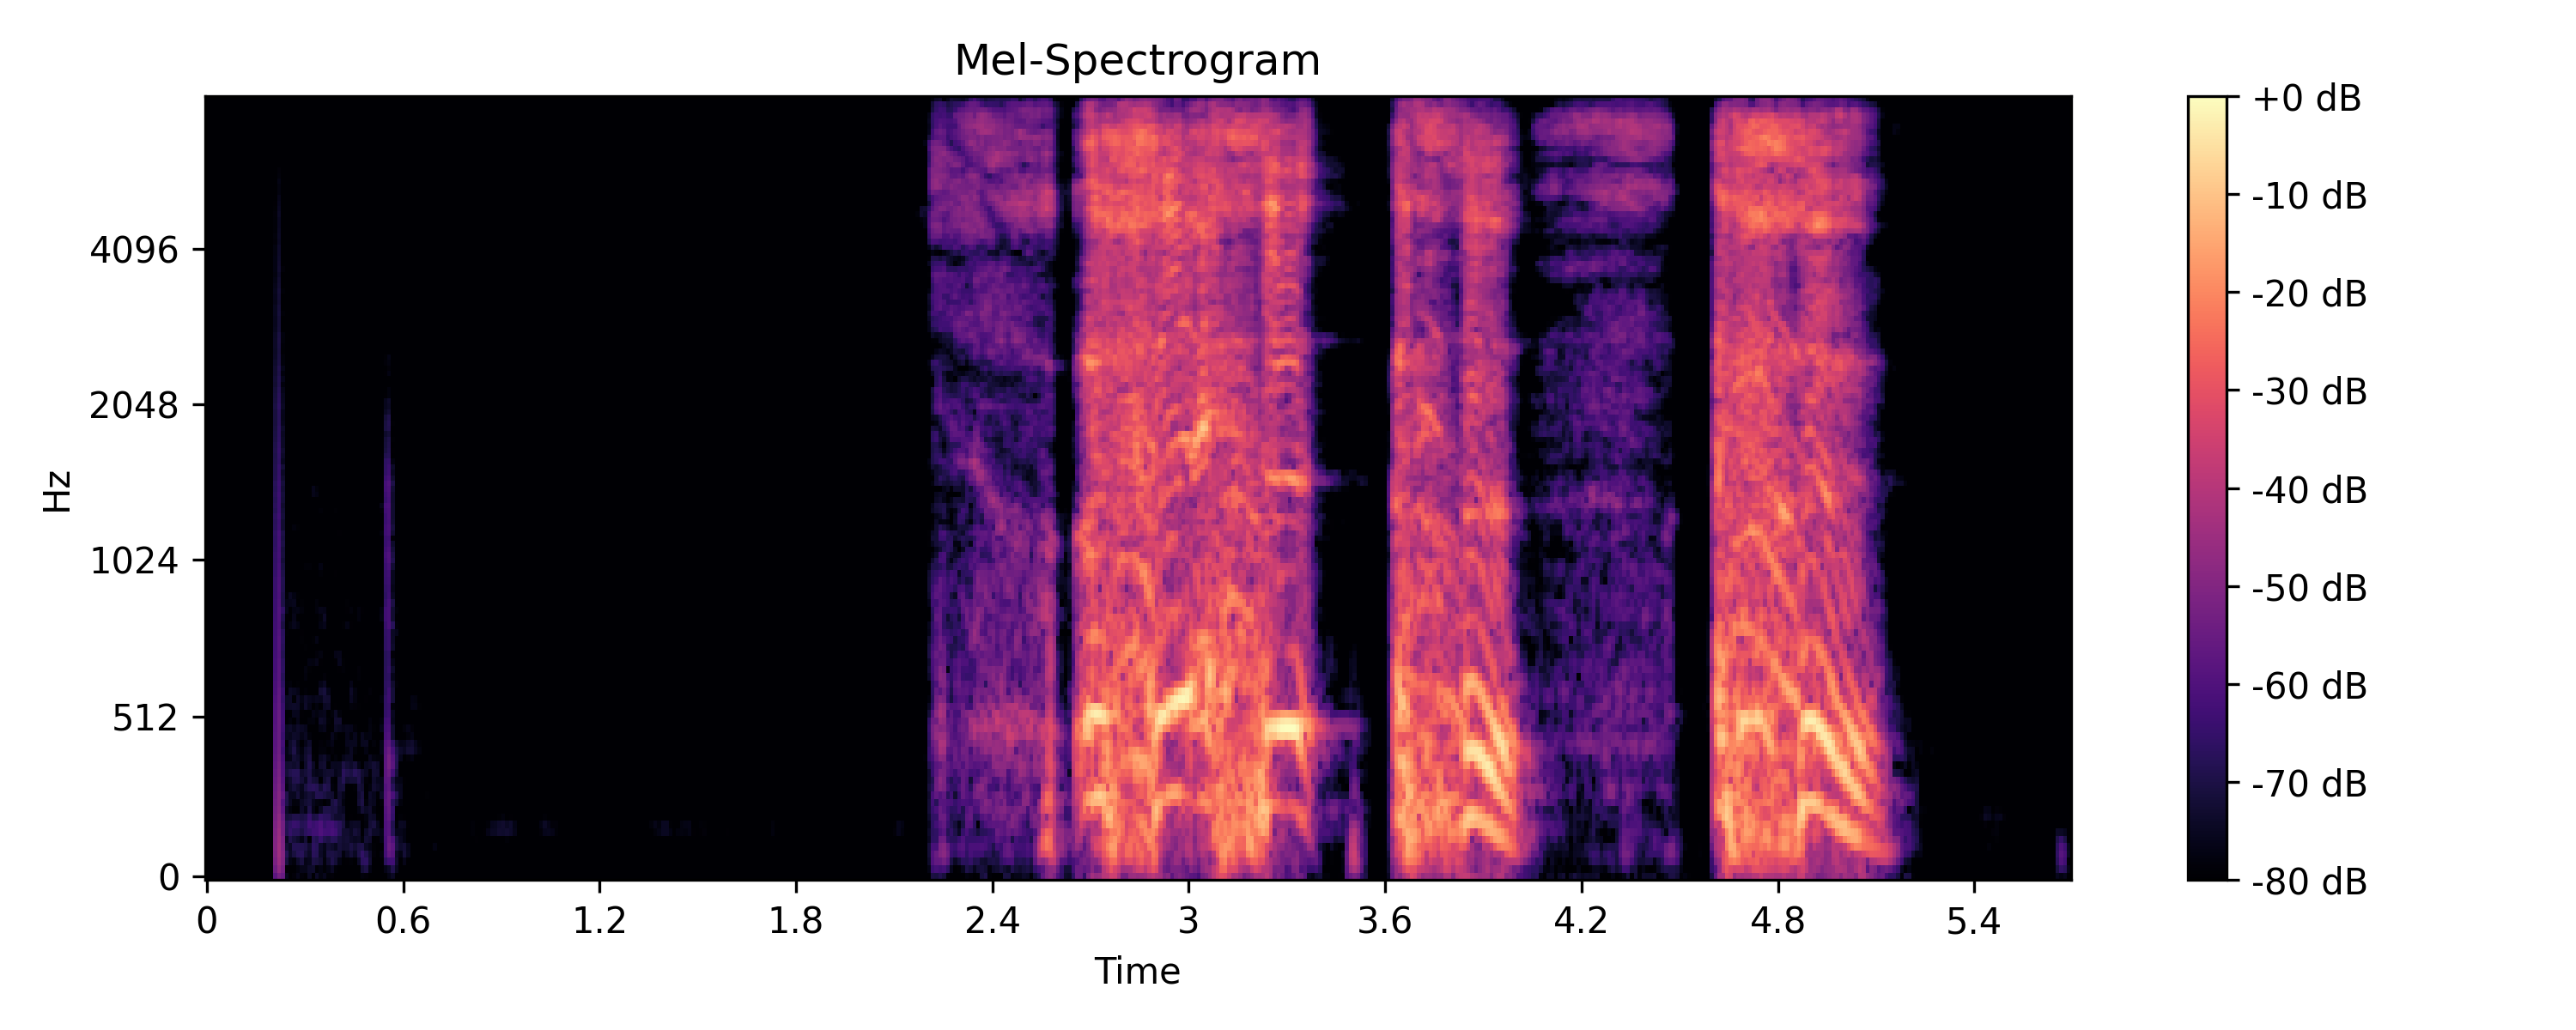 Mel-Spectrogram
+0 dB
-10 dB
-20 dB
-30 dB
-40 dB
-50 dB
-60 dB
-70 dB
-80 dB
4096
2048
1024
512
0
Hz
0 0.6 1.2 1.8 2.4 3 3.6 4.2 4.8 5.4
Time